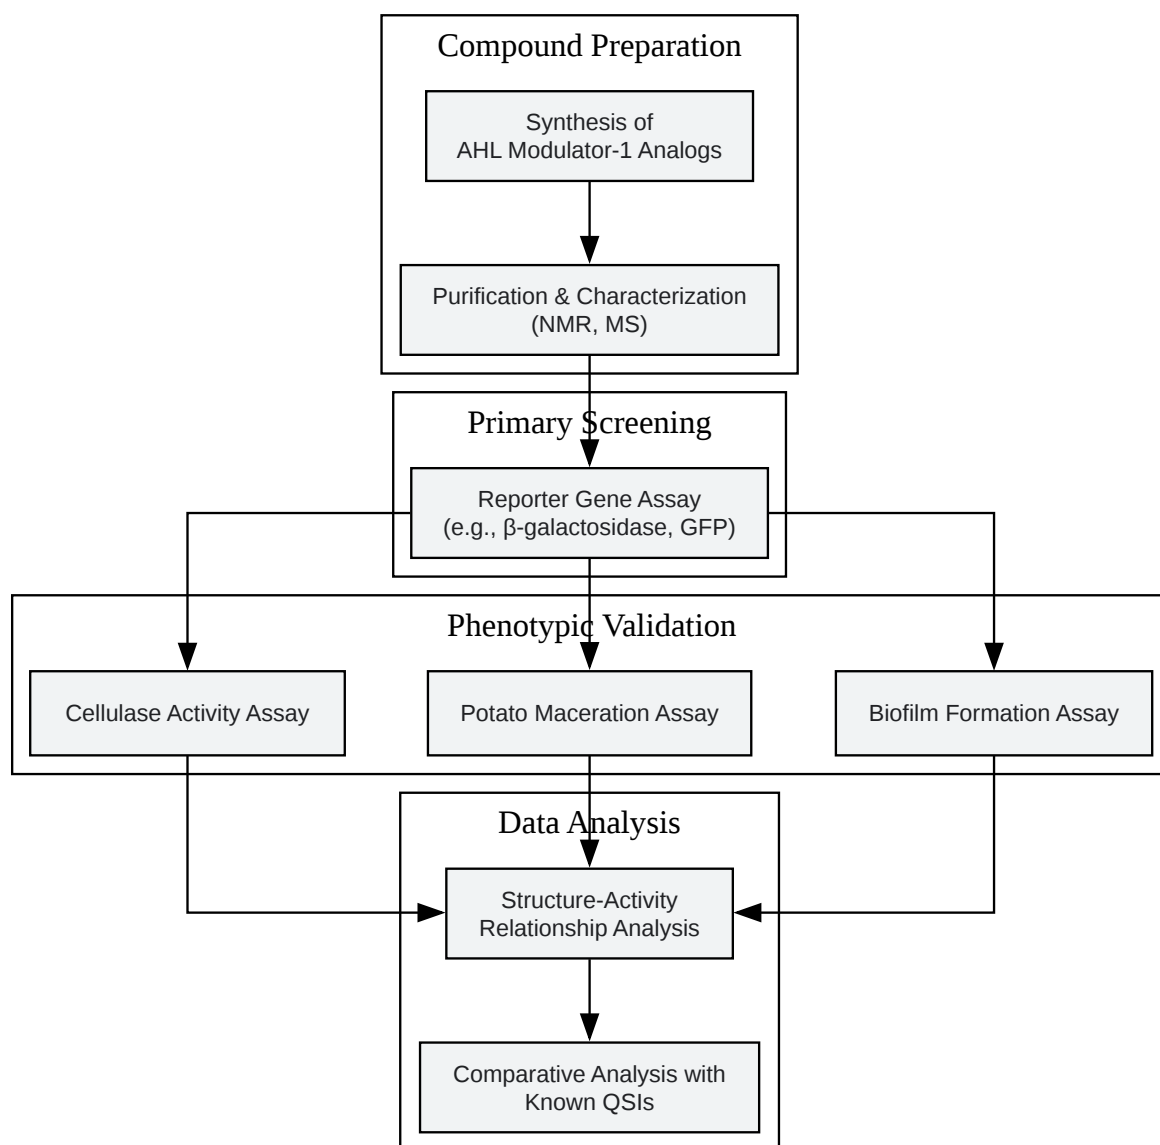 Compound Preparation
Synthesis of
AHL Modulator-1 Analogs
Purification & Characterization
(NMR, MS)
Primary Screening
Reporter Gene Assay
(e.g., β-galactosidase, GFP)
Phenotypic Validation
Cellulase Activity Assay
Potato Maceration Assay
Biofilm Formation Assay
Data Analysis
Structure-Activity
Relationship Analysis
Comparative Analysis with
Known QSIs